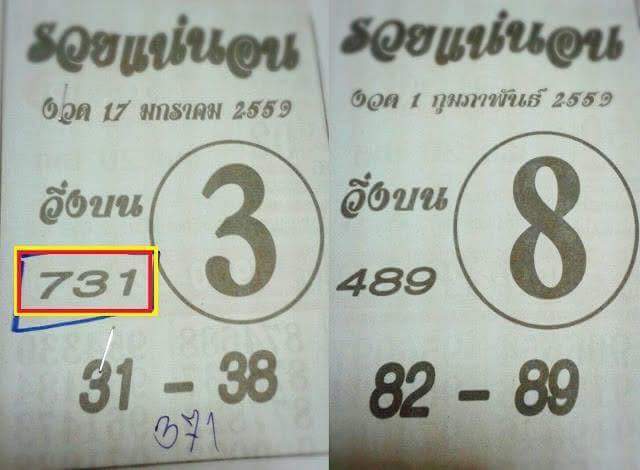 รวยแน่นอน
งวด 17 มกราคม 2559
วิ่งบน
3
731
31 - 38
371
รวยแน่นอน
งวด 1 กุมภาพันธ์ 2559
วิ่งบน
8
489
82 - 89